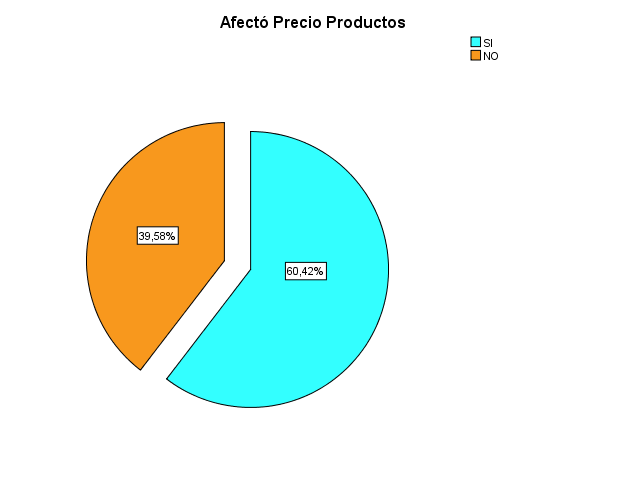 Afectó Precio Productos
SI
NO
39,58%
60,42%